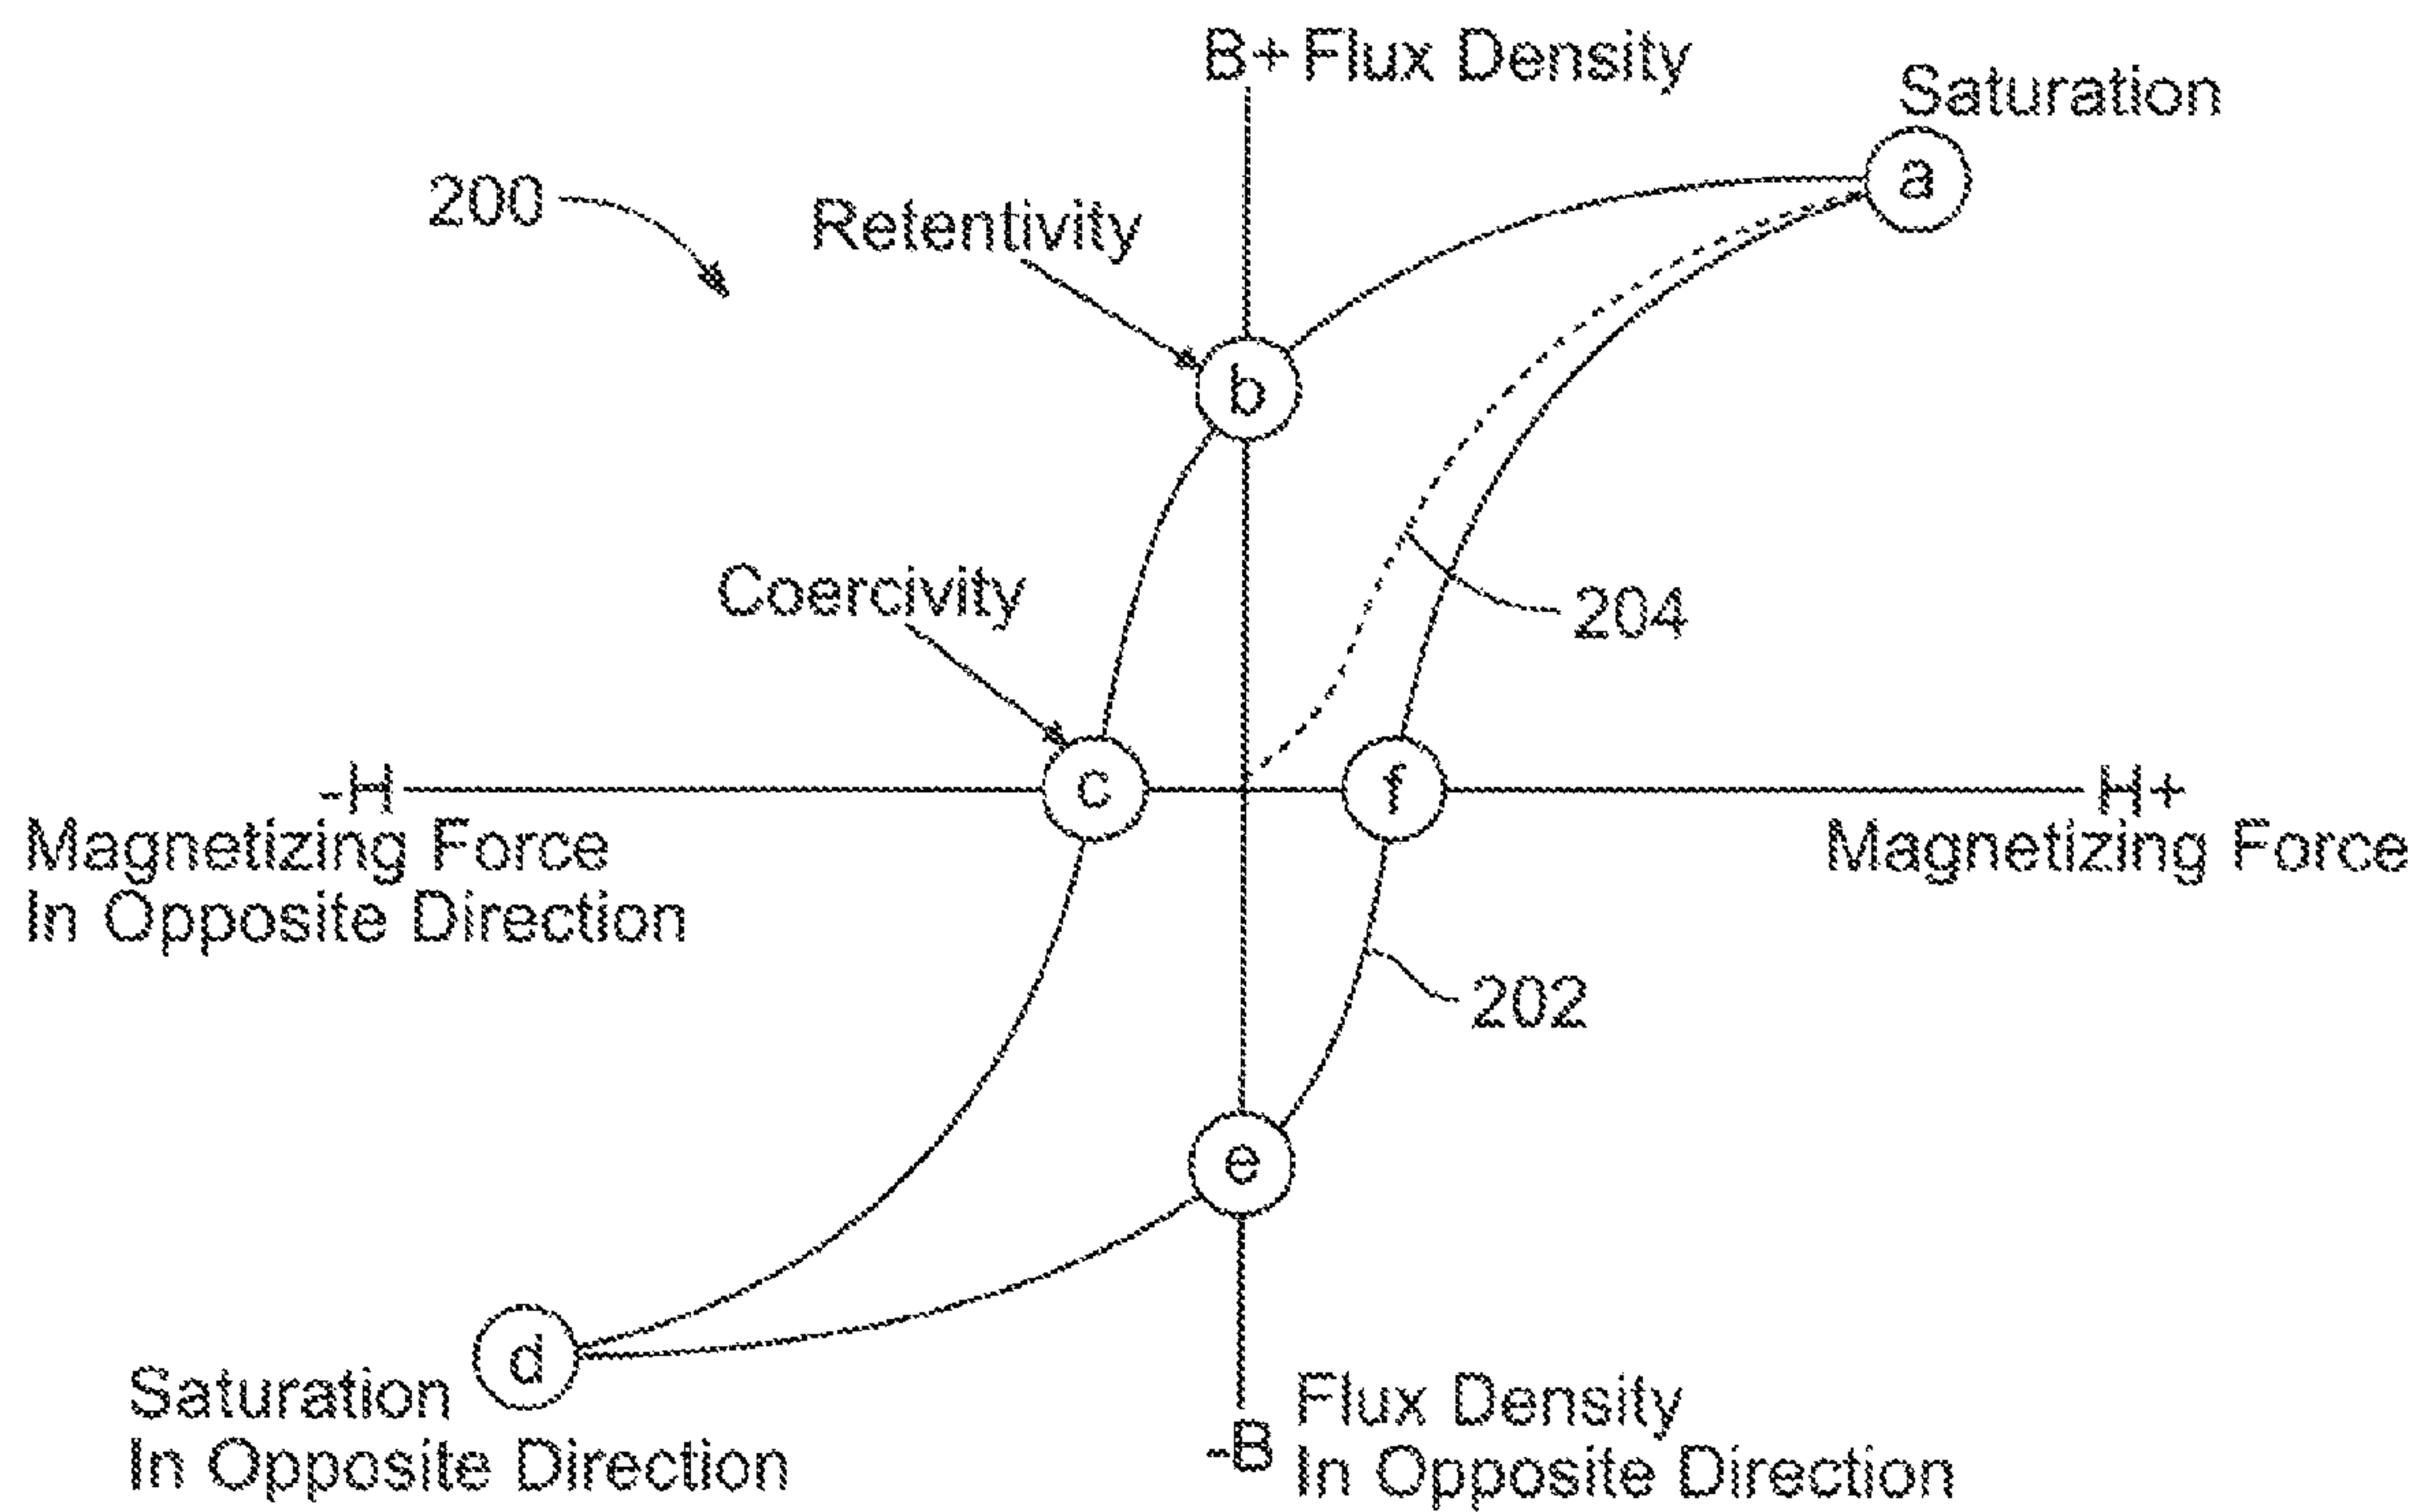 B+ Flux Density
Saturation
a
200
Retentivity
b
Coercivity
204
-H
c
f
H+
Magnetizing Force
In Opposite Direction
Magnetizing Force
202
e
d
Saturation
In Opposite Direction
-B
Flux Density
In Opposite Direction